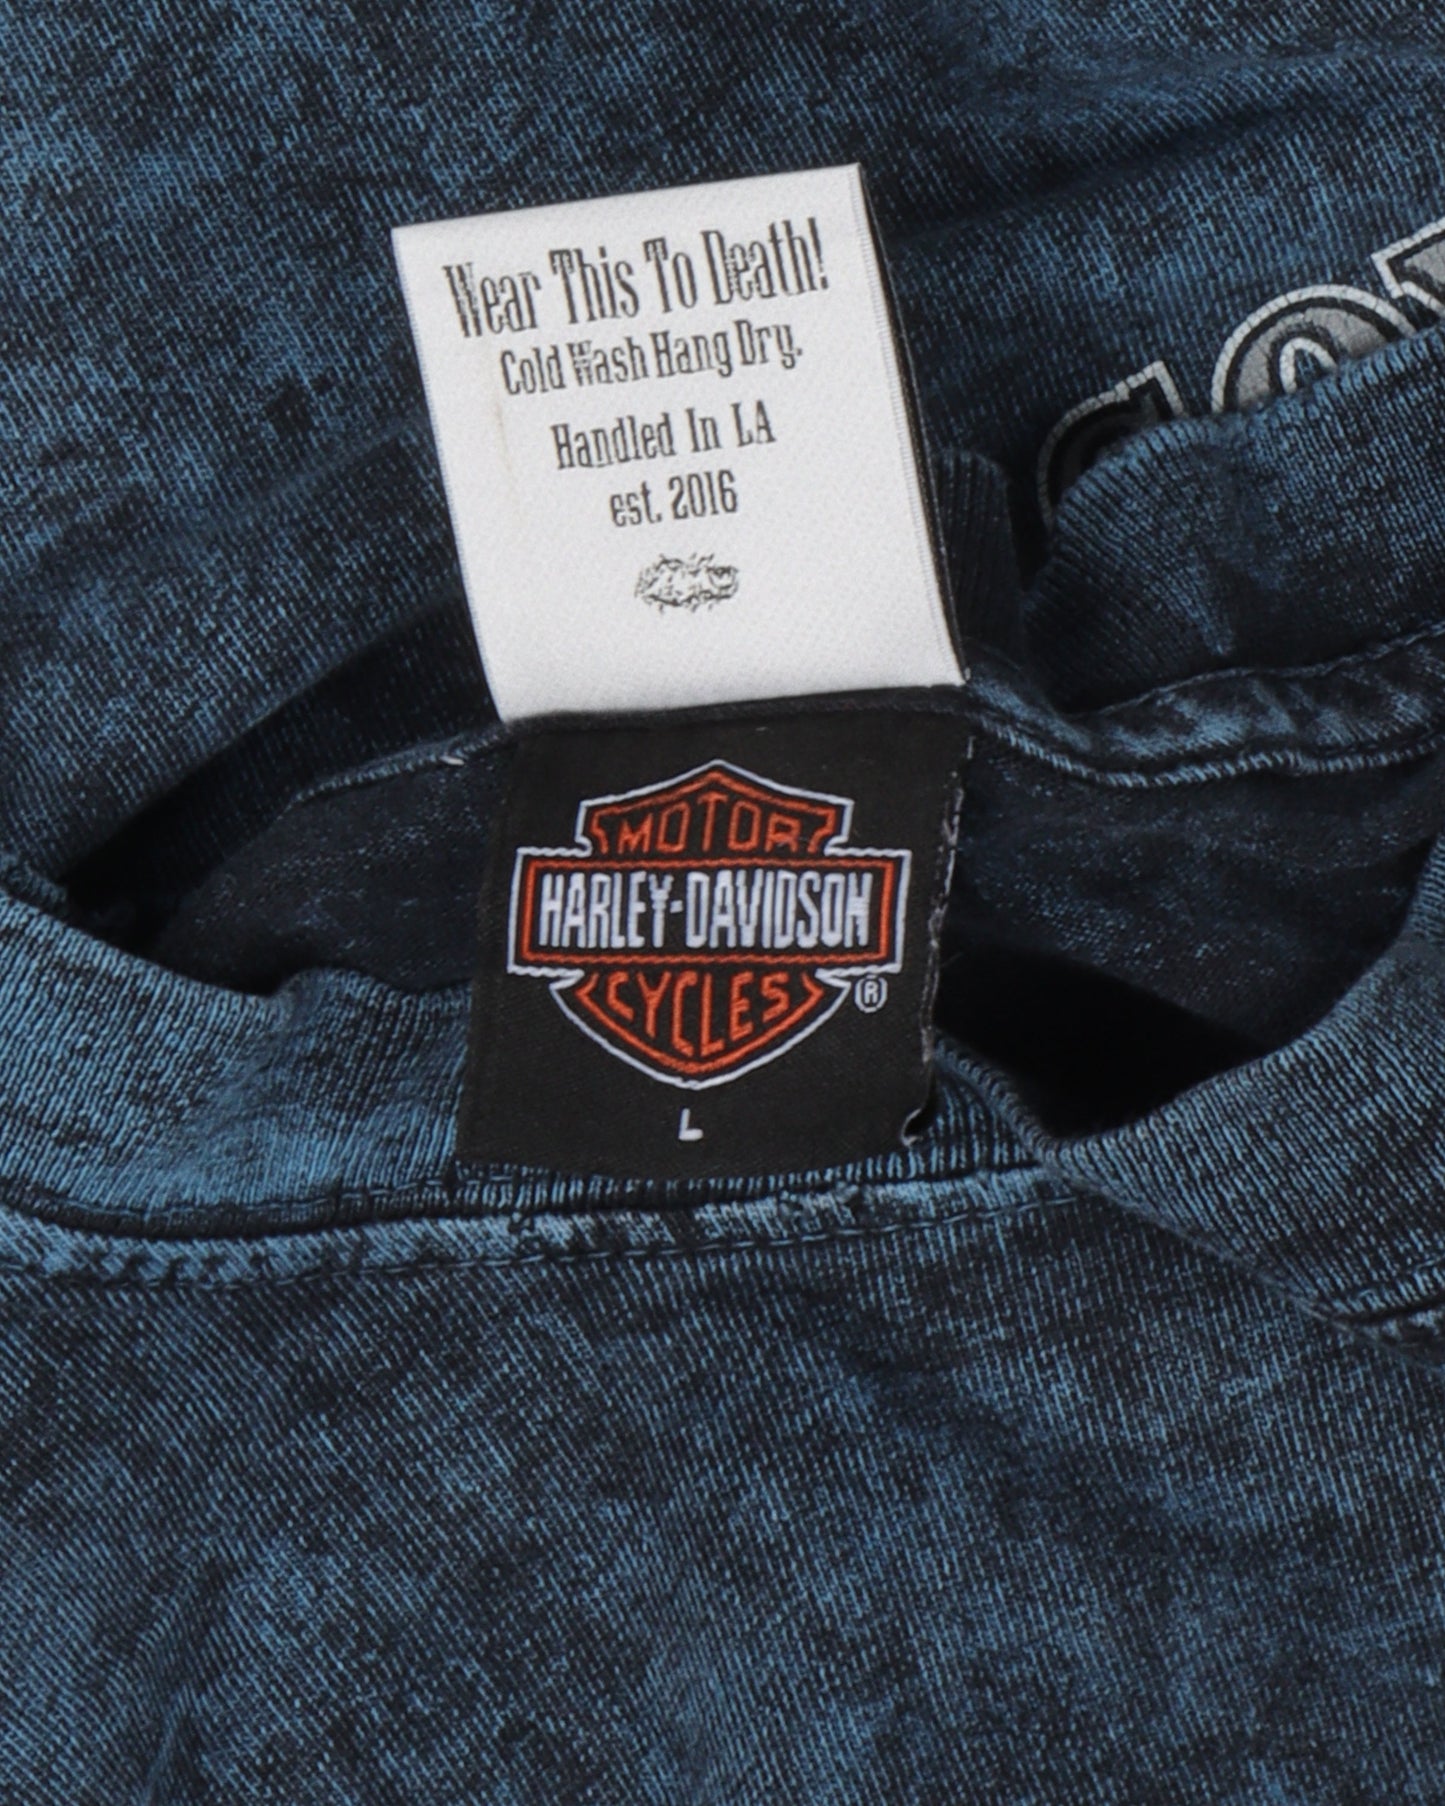 Wear This To Death!
Cold Wash Hang Dry.
Handled In LA
est. 2016
MOTOR
HARLEY-DAVIDSON
CYCLES
®
L